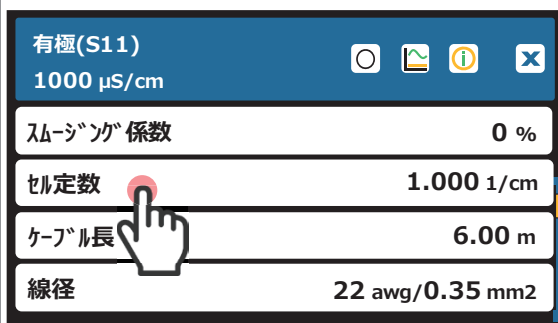 有極(S11)
1000 µS/cm
ｽﾑｰｼﾞﾝｸﾞ係数 0 %
ｾﾙ定数 1.000 1/cm
ｹｰﾌﾞﾙ長 6.00 m
線径 22 awg/0.35 mm2